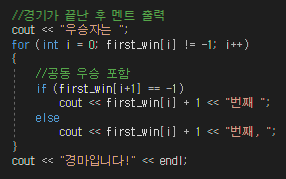 //경기가 끝난 후 멘트 출력
cout << "우승자는 ";
for (int i = 0; first_win[i] != -1; i++)
{
//공동 우승 포함
if (first_win[i+1] == -1)
cout << first_win[i] + 1 << "번째 ";
else
cout << first_win[i] + 1 << "번째, ";
}
cout << "경마입니다!" << endl;